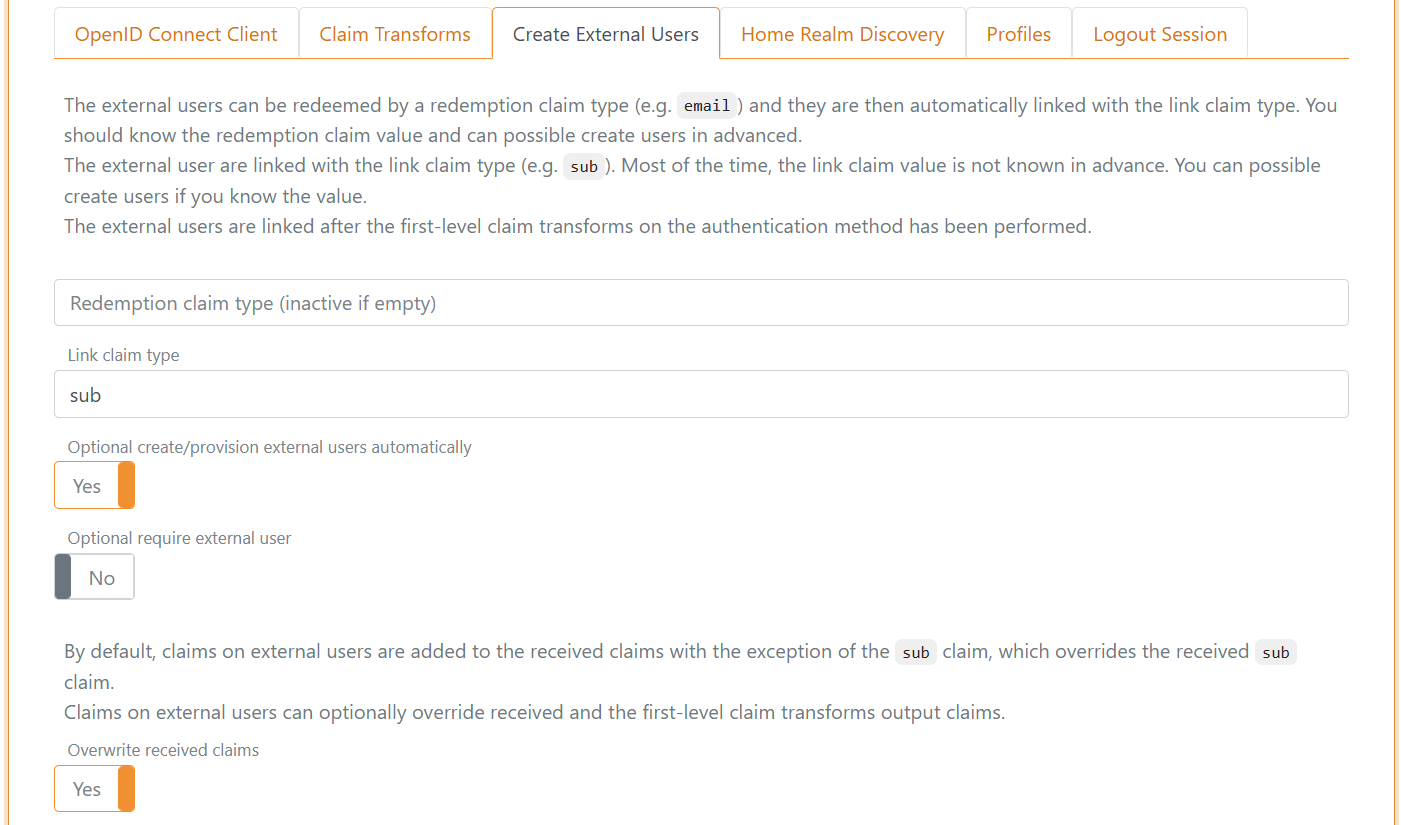 OpenID Connect Client
Claim Transforms
Create External Users
Home Realm Discovery
Profiles
Logout Session
The external users can be redeemed by a redemption claim type (e.g. email) and they are then automatically linked with the link claim type. You
should know the redemption claim value and can possible create users in advanced.
The external user are linked with the link claim type (e.g. sub). Most of the time, the link claim value is not known in advance. You can possible
create users if you know the value.
The external users are linked after the first-level claim transforms on the authentication method has been performed.
Redemption claim type (inactive if empty)
Link claim type
sub
Optional create/provision external users automatically
Yes
Optional require external user
No
By default, claims on external users are added to the received claims with the exception of the sub claim, which overrides the received sub
claim.
Claims on external users can optionally override received and the first-level claim transforms output claims.
Overwrite received claims
Yes